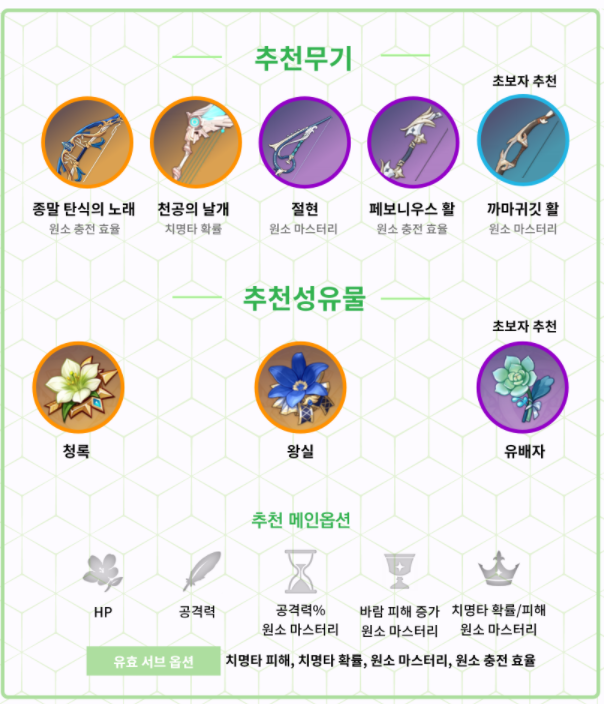 추천무기
초보자 추천
종말 탄식의 노래 천공의 날개 절현 페보니우스 활 까마귀깃 활
원소 충전 효율 치명타 확률 원소 마스터리 원소 충전 효율 원소 마스터리
추천성유물
초보자 추천
청록 왕실 유배자
추천 메인옵션
HP 공격력 공격력% 바람 피해 증가 치명타 확률/피해
원소 마스터리 원소 마스터리 원소 마스터리
유효 서브 옵션 치명타 피해, 치명타 확률, 원소 마스터리, 원소 충전 효율